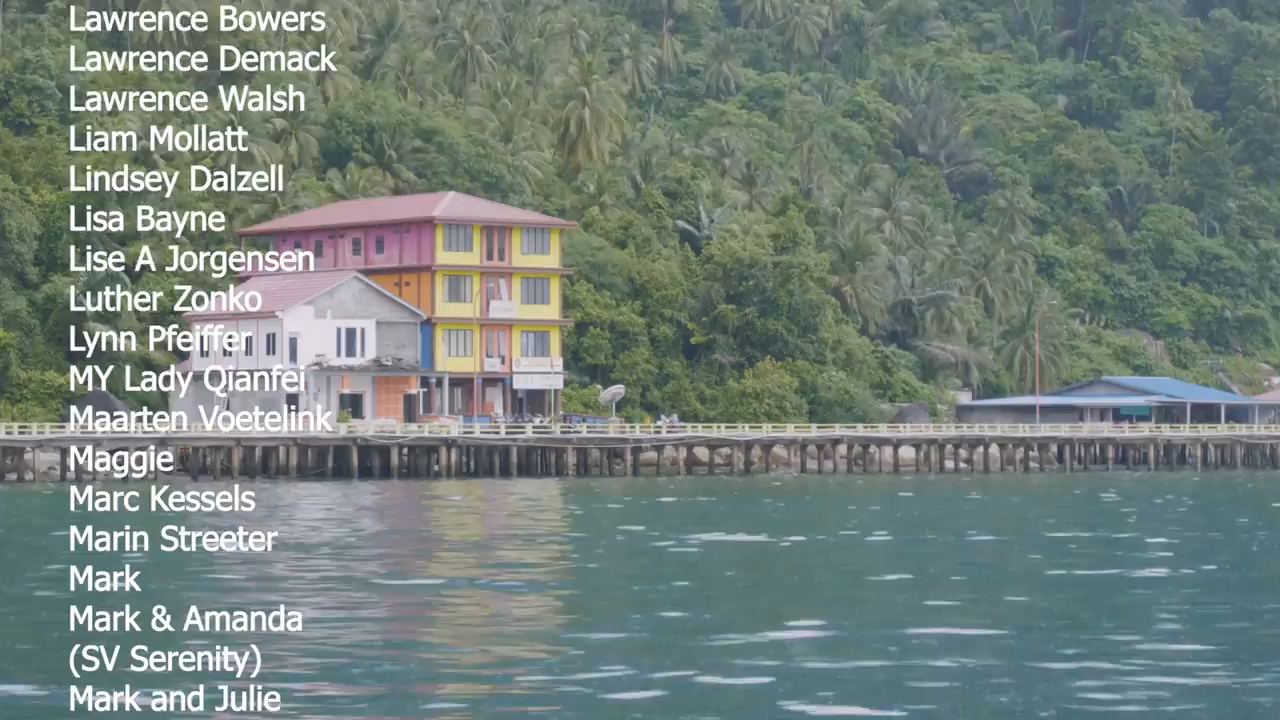 Lawrence Bowers
Lawrence Demack
Lawrence Walsh
Liam Mollatt
Lindsey Dalzell
Lisa Bayne
Lise A Jorgensen
Luther Zonko
Lynn Pfeiffer
MY Lady Qianfei
Maarten Voetelink
Maggie
Marc Kessels
Marin Streeter
Mark
Mark & Amanda
(SV Serenity)
Mark and Julie